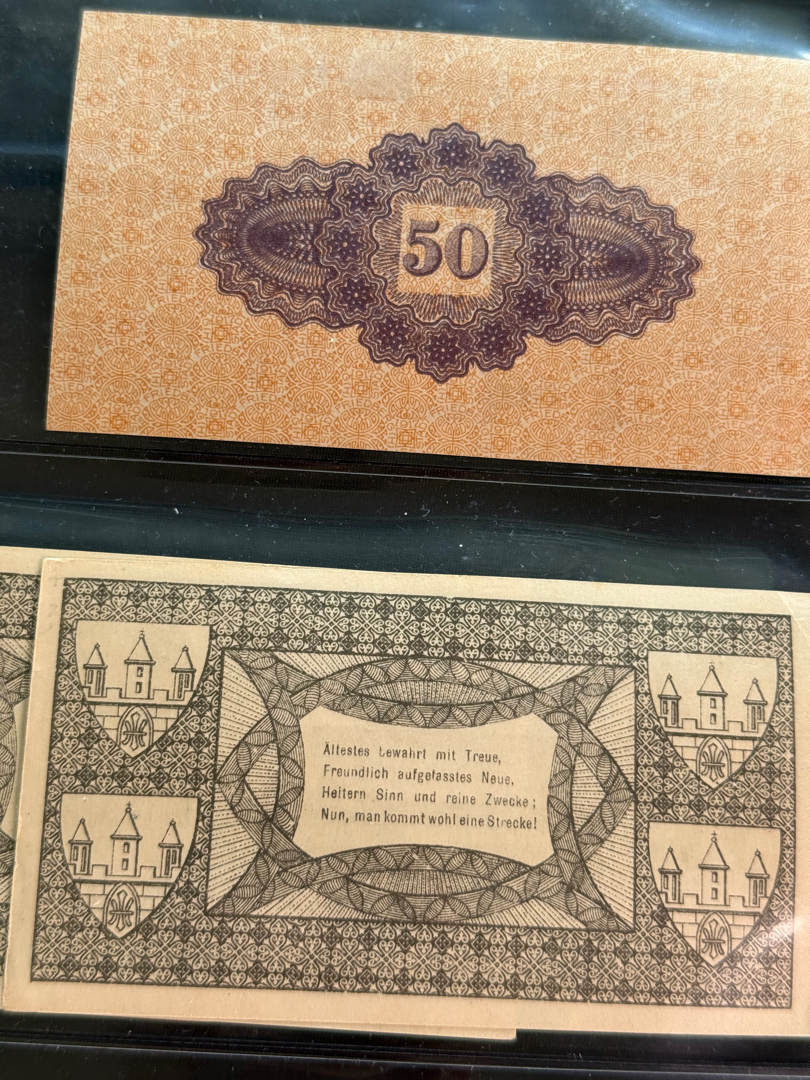 50
Ältestes bewahrt mit Treue,
Freundlich aufgefasstes Neue,
Heitern Sinn und reine Zwecke;
Nun, man kommt wohl eine Strecke!